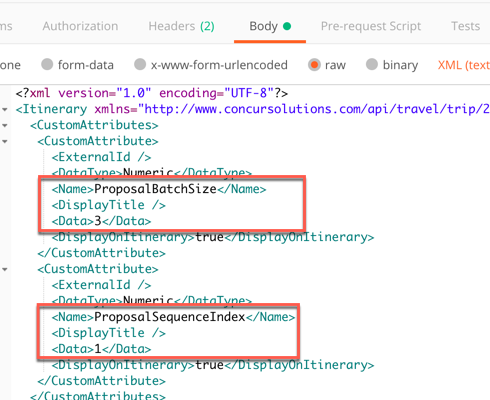 ms Authorization Headers (2) Body Pre-request Script Tests
one form-data x-www-form-urlencoded raw binary XML (text
<?xml version="1.0" encoding="UTF-8"?>
<Itinerary xmlns="http://www.concursolutions.com/api/travel/trip/2
<CustomAttributes>
<CustomAttribute>
<ExternalId />
<DataType>Numeric</DataType>
<Name>ProposalBatchSize</Name>
<DisplayTitle />
<Data>3</Data>
<DisplayOnItinerary>true</DisplayOnItinerary>
</CustomAttribute>
<CustomAttribute>
<ExternalId />
<DataType>Numeric</DataType>
<Name>ProposalSequenceIndex</Name>
<DisplayTitle />
<Data>1</Data>
<DisplayOnItinerary>true</DisplayOnItinerary>
</CustomAttribute>
</CustomAttributes>